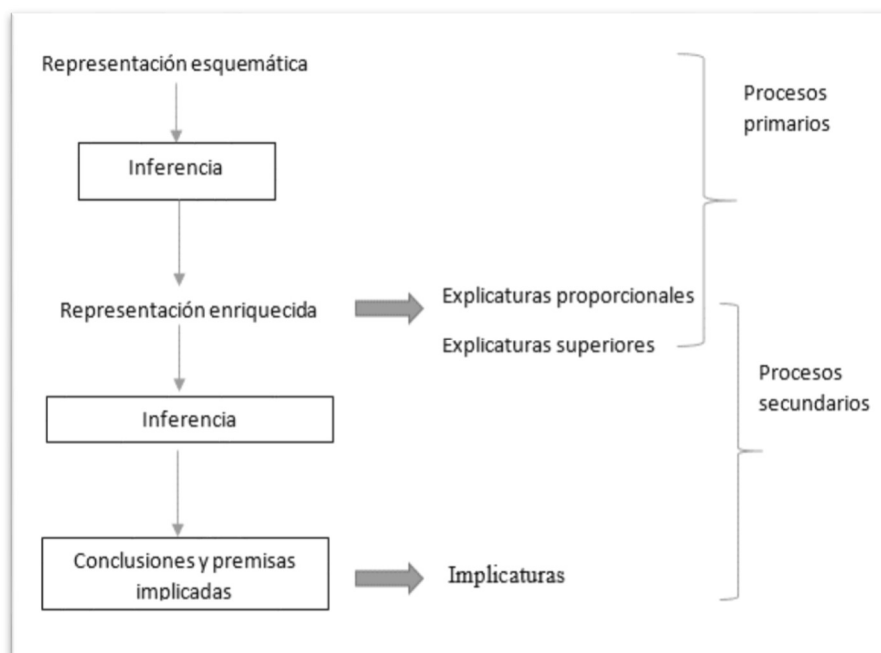 Representación esquemática
Procesos
primarios
Inferencia
Explicaturas proporcionales
Representación enriquecida
Explicaturas superiores
Procesos
secundarios
Inferencia
Conclusiones y premisas
implicadas
Implicaturas